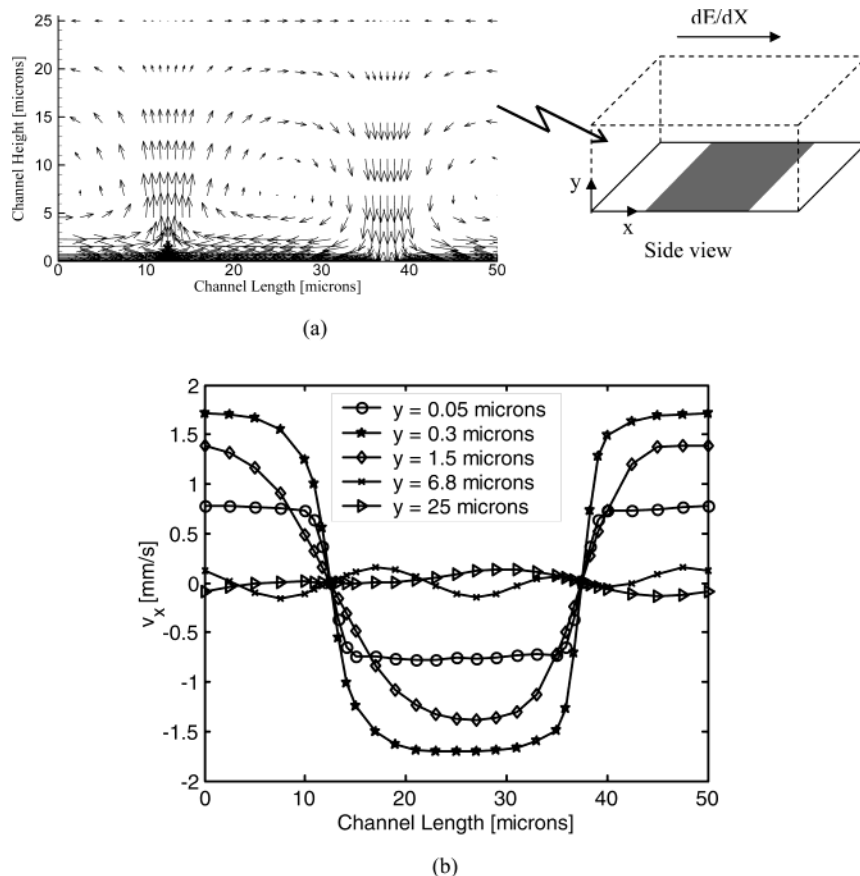 dE/dX
25
20
15
10
5
0
Channel Height [microns]
0 10 20 30 40 50
Channel Length [microns]
y
x
Side view
(a)
2
1.5
1
0.5
0
-0.5
-1
-1.5
-2
v_x [mm/s]
y = 0.05 microns
y = 0.3 microns
y = 1.5 microns
y = 6.8 microns
y = 25 microns
0 10 20 30 40 50
Channel Length [microns]
(b)